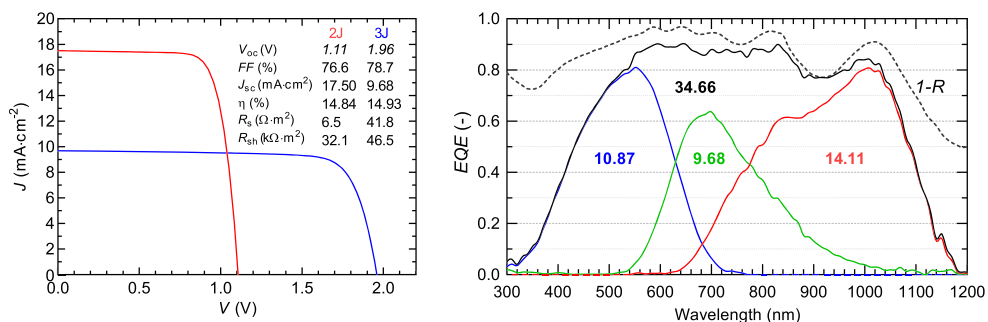 2J 3J
Voc (V) 1.11 1.96
FF (%) 76.6 78.7
Jsc (mA·cm²) 17.50 9.68
η (%) 14.84 14.93
Rs (Ω·m²) 6.5 41.8
Rsh (kΩ·m²) 32.1 46.5
20
18
16
14
12
10
8
6
4
2
0
J (mA·cm⁻²)
0.0 0.5 1.0 1.5 2.0
V (V)
1.0
0.8
0.6
0.4
0.2
0.0
EQE (-)
1-R
34.66
10.87 9.68 14.11
300 400 500 600 700 800 900 1000 1100 1200
Wavelength (nm)